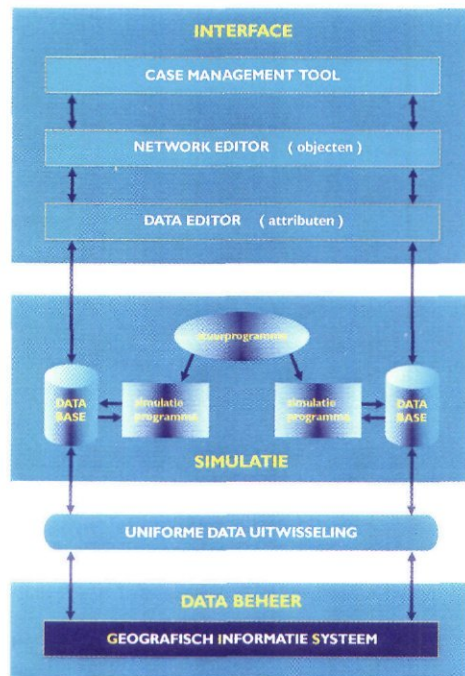 INTERFACE
CASE MANAGEMENT TOOL
NETWORK EDITOR ( objecten )
DATA EDITOR ( attributen )
stuurprogramma
DATA BASE
simulatie programma
simulatie programma
DATA BASE
SIMULATIE
UNIFORME DATA UITWISSELING
DATA BEHEER
GEOGRAFISCH INFORMATIE SYSTEEM